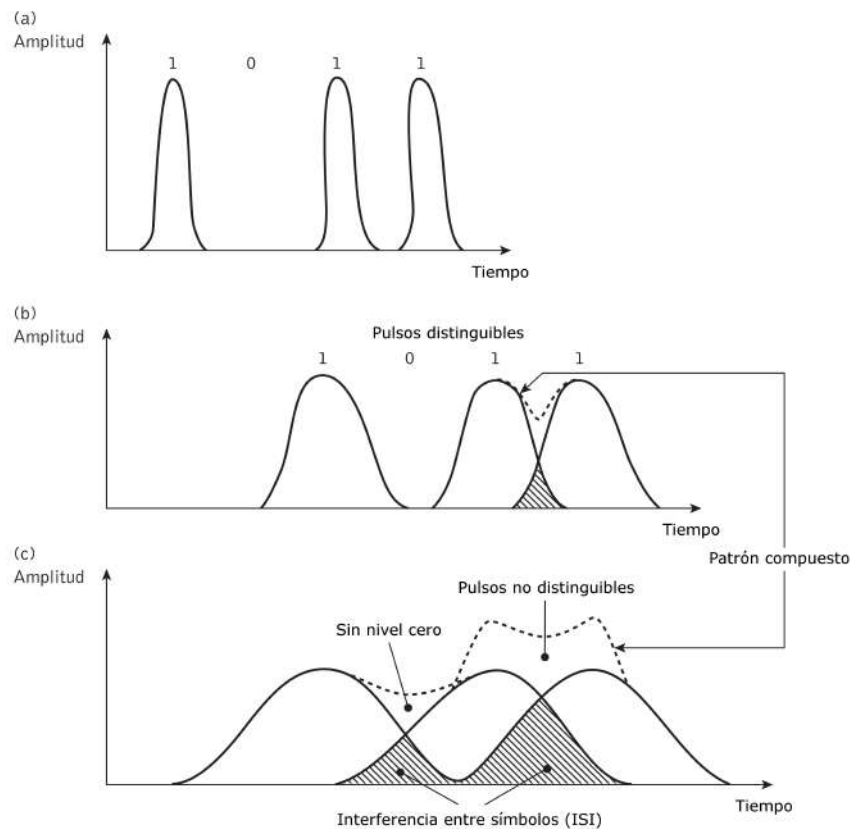 (a)
Amplitud
1 0 1 1
Tiempo
(b)
Amplitud
Pulsos distinguibles
1 0 1 1
Tiempo
Patrón compuesto
(c)
Amplitud
Pulsos no distinguibles
Sin nivel cero
Tiempo
Interferencia entre símbolos (ISI)